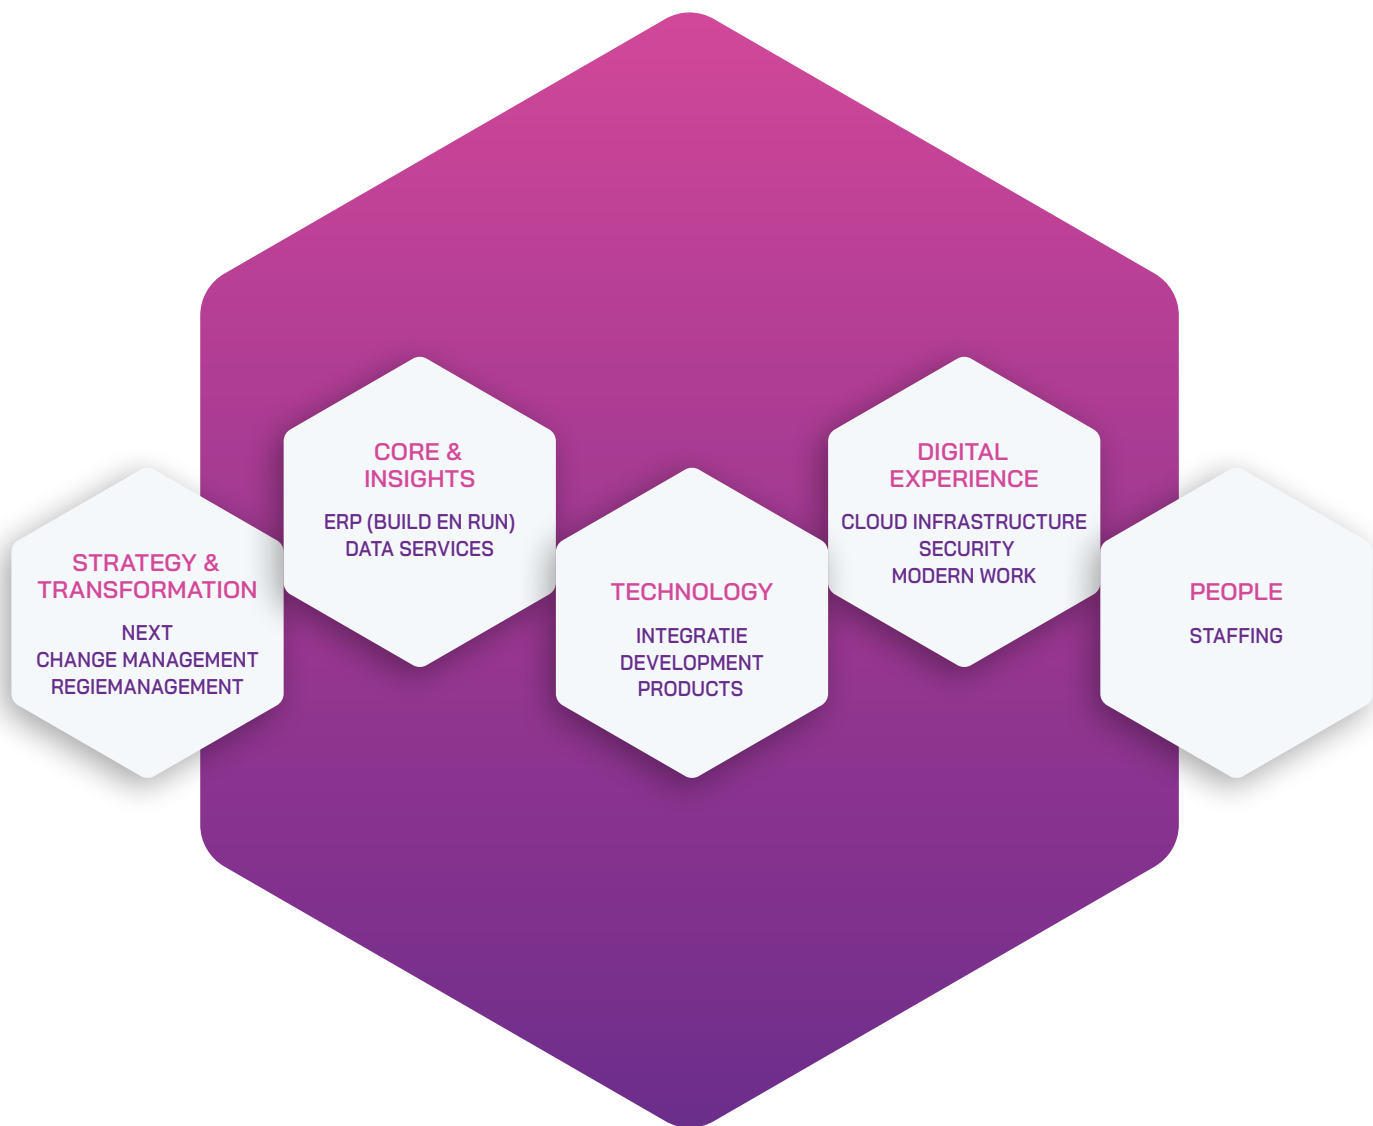 STRATEGY &
TRANSFORMATION
NEXT
CHANGE MANAGEMENT
REGIEMANAGEMENT
CORE &
INSIGHTS
ERP (BUILD EN RUN)
DATA SERVICES
TECHNOLOGY
INTEGRATIE
DEVELOPMENT
PRODUCTS
DIGITAL
EXPERIENCE
CLOUD INFRASTRUCTURE
SECURITY
MODERN WORK
PEOPLE
STAFFING